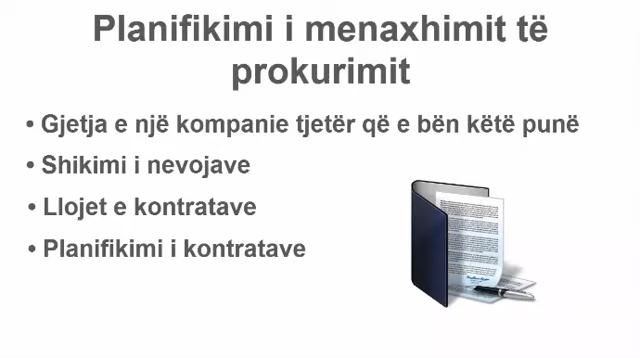 Planifikimi i menaxhimit të
prokurimit
• Gjetja e një kompanie tjetër që e bën këtë punë
• Shikimi i nevojave
• Llojet e kontratave
• Planifikimi i kontratave